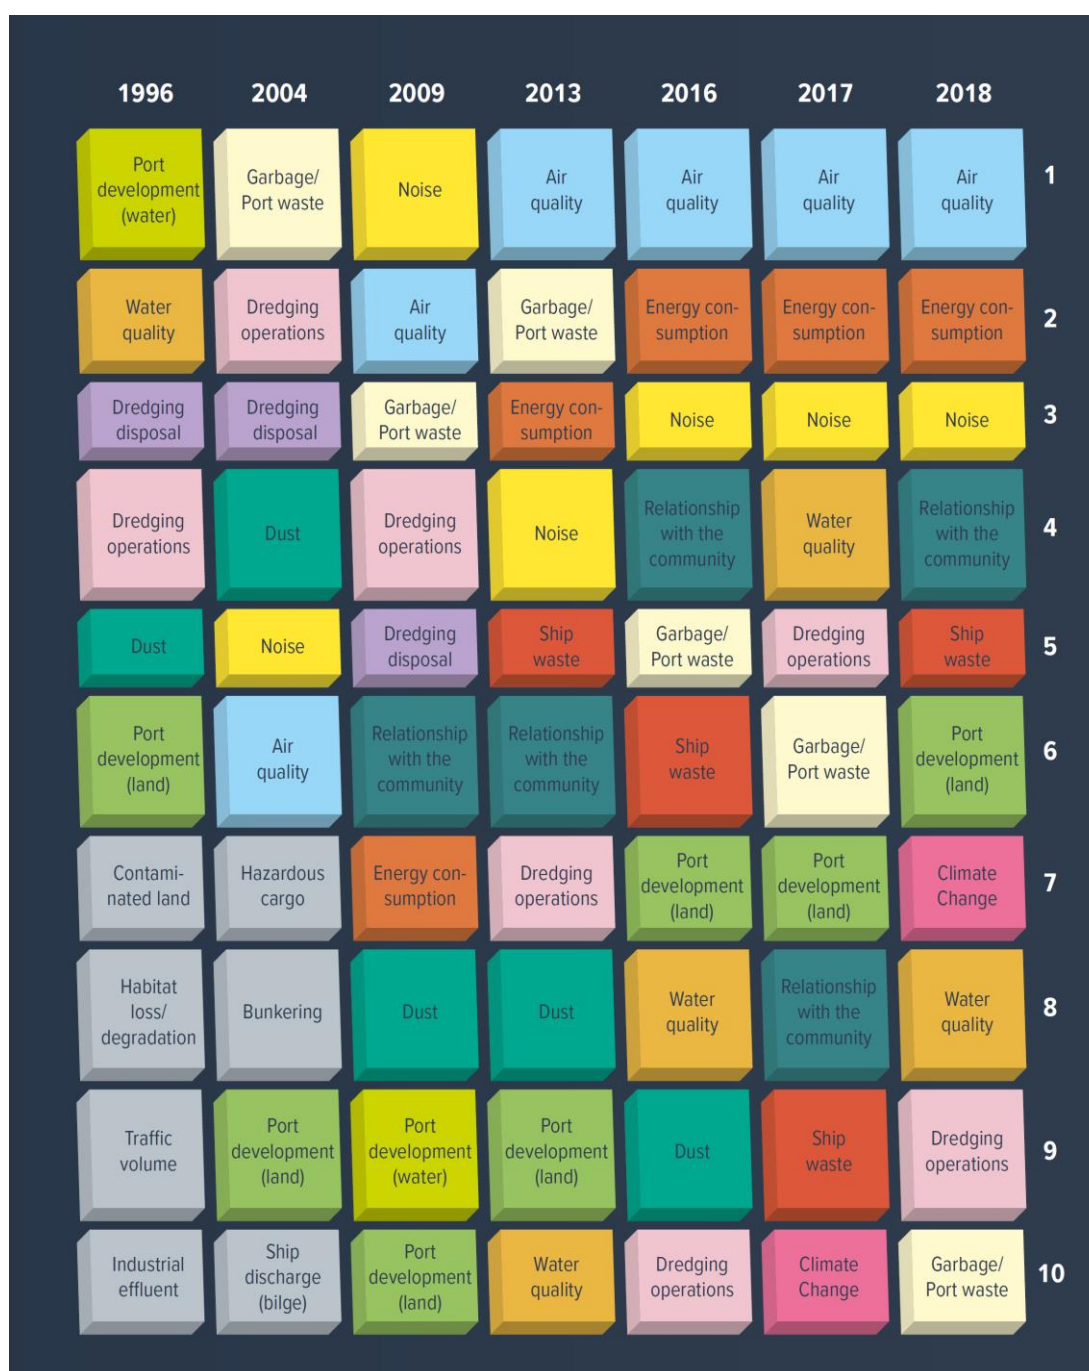 1996 2004 2009 2013 2016 2017 2018
Port
development
(water)
Garbage/
Port waste
Noise
Air
quality
Air
quality
Air
quality
Air
quality
1
Water
quality
Dredging
operations
Air
quality
Garbage/
Port waste
Energy con-
sumption
Energy con-
sumption
Energy con-
sumption
2
Dredging
disposal
Dredging
disposal
Garbage/
Port waste
Energy con-
sumption
Noise
Noise
Noise
3
Dredging
operations
Dust
Dredging
operations
Noise
Relationship
with the
community
Water
quality
Relationship
with the
community
4
Dust
Noise
Dredging
disposal
Ship
waste
Garbage/
Port waste
Dredging
operations
Ship
waste
5
Port
development
(land)
Air
quality
Relationship
with the
community
Relationship
with the
community
Ship
waste
Garbage/
Port waste
Port
development
(land)
6
Contami-
nated land
Hazardous
cargo
Energy con-
sumption
Dredging
operations
Port
development
(land)
Port
development
(land)
Climate
Change
7
Habitat
loss/
degradation
Bunkering
Dust
Dust
Water
quality
Relationship
with the
community
Water
quality
8
Traffic
volume
Port
development
(land)
Port
development
(water)
Port
development
(land)
Dust
Ship
waste
Dredging
operations
9
Industrial
effluent
Ship
discharge
(bilge)
Port
development
(land)
Water
quality
Dredging
operations
Climate
Change
Garbage/
Port waste
10